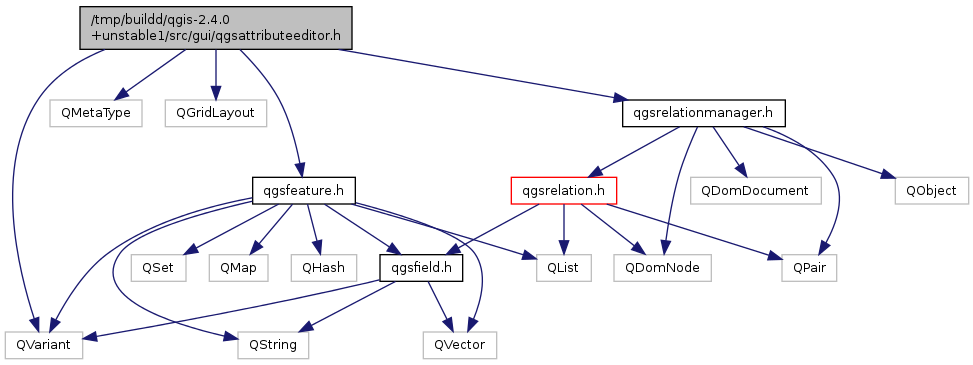 /tmp/buildd/qgis-2.4.0
+unstable1/src/gui/qgsattributeeditor.h
QMetaType
QGridLayout
qgsrelationmanager.h
qgsfeature.h
qgsrelation.h
QDomDocument
QObject
QSet
QMap
QHash
qgsfield.h
QList
QDomNode
QPair
QVariant
QString
QVector